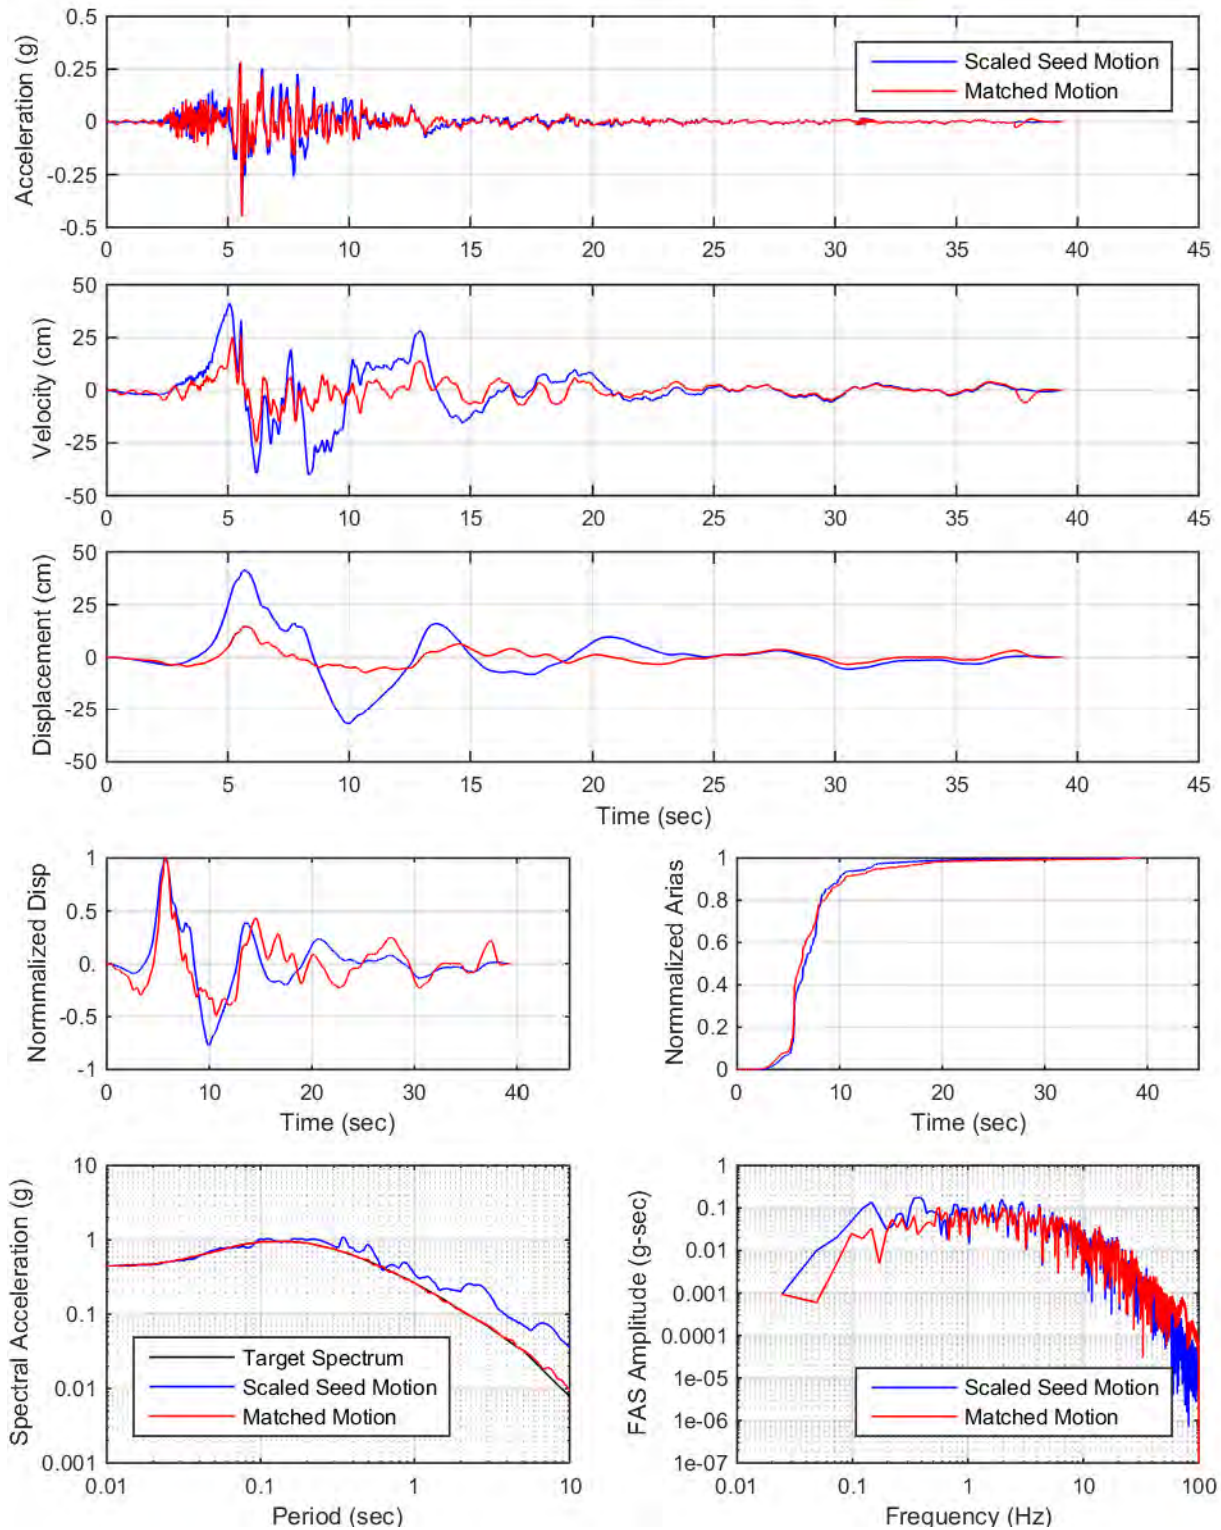 0.5
0.25
0
-0.25
-0.5
Acceleration (g)
Scaled Seed Motion
Matched Motion
0 5 10 15 20 25 30 35 40 45
50
25
0
-25
-50
Velocity (cm)
0 5 10 15 20 25 30 35 40 45
50
25
0
-25
-50
Displacement (cm)
0 5 10 15 20 25 30 35 40 45
Time (sec)
1
0.5
0
-0.5
-1
Normmalized Disp
0 10 20 30 40
Time (sec)
1
0.8
0.6
0.4
0.2
0
Normmalized Arias
0 10 20 30 40
Time (sec)
10
1
0.1
0.01
0.001
Spectral Acceleration (g)
Target Spectrum
Scaled Seed Motion
Matched Motion
0.01 0.1 1 10
Period (sec)
1
0.1
0.01
0.001
0.0001
1e-05
1e-06
1e-07
FAS Amplitude (g-sec)
Scaled Seed Motion
Matched Motion
0.01 0.1 1 10 100
Frequency (Hz)